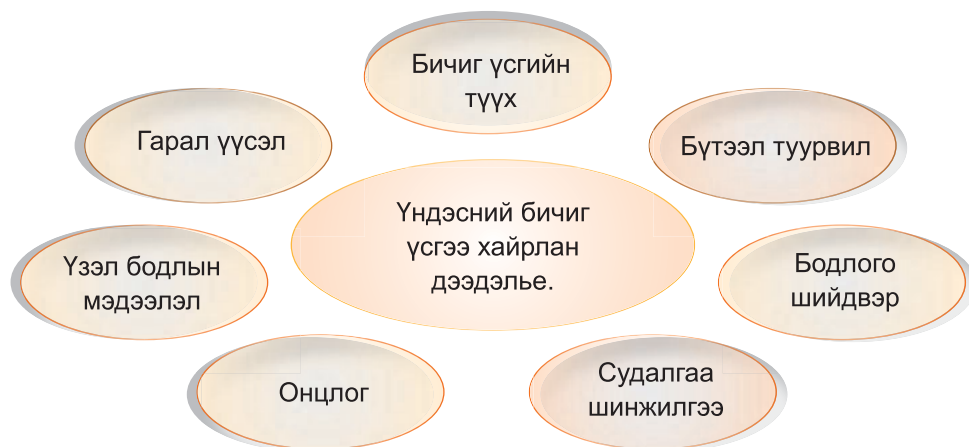 Бичиг үсгийн
түүх
Гарал үүсэл
Бүтээл туурвил
Үндэсний бичиг
үсгээ хайрлан
дээдэлье.
Үзэл бодлын
мэдээлэл
Бодлого
шийдвэр
Онцлог
Судалгаа
шинжилгээ